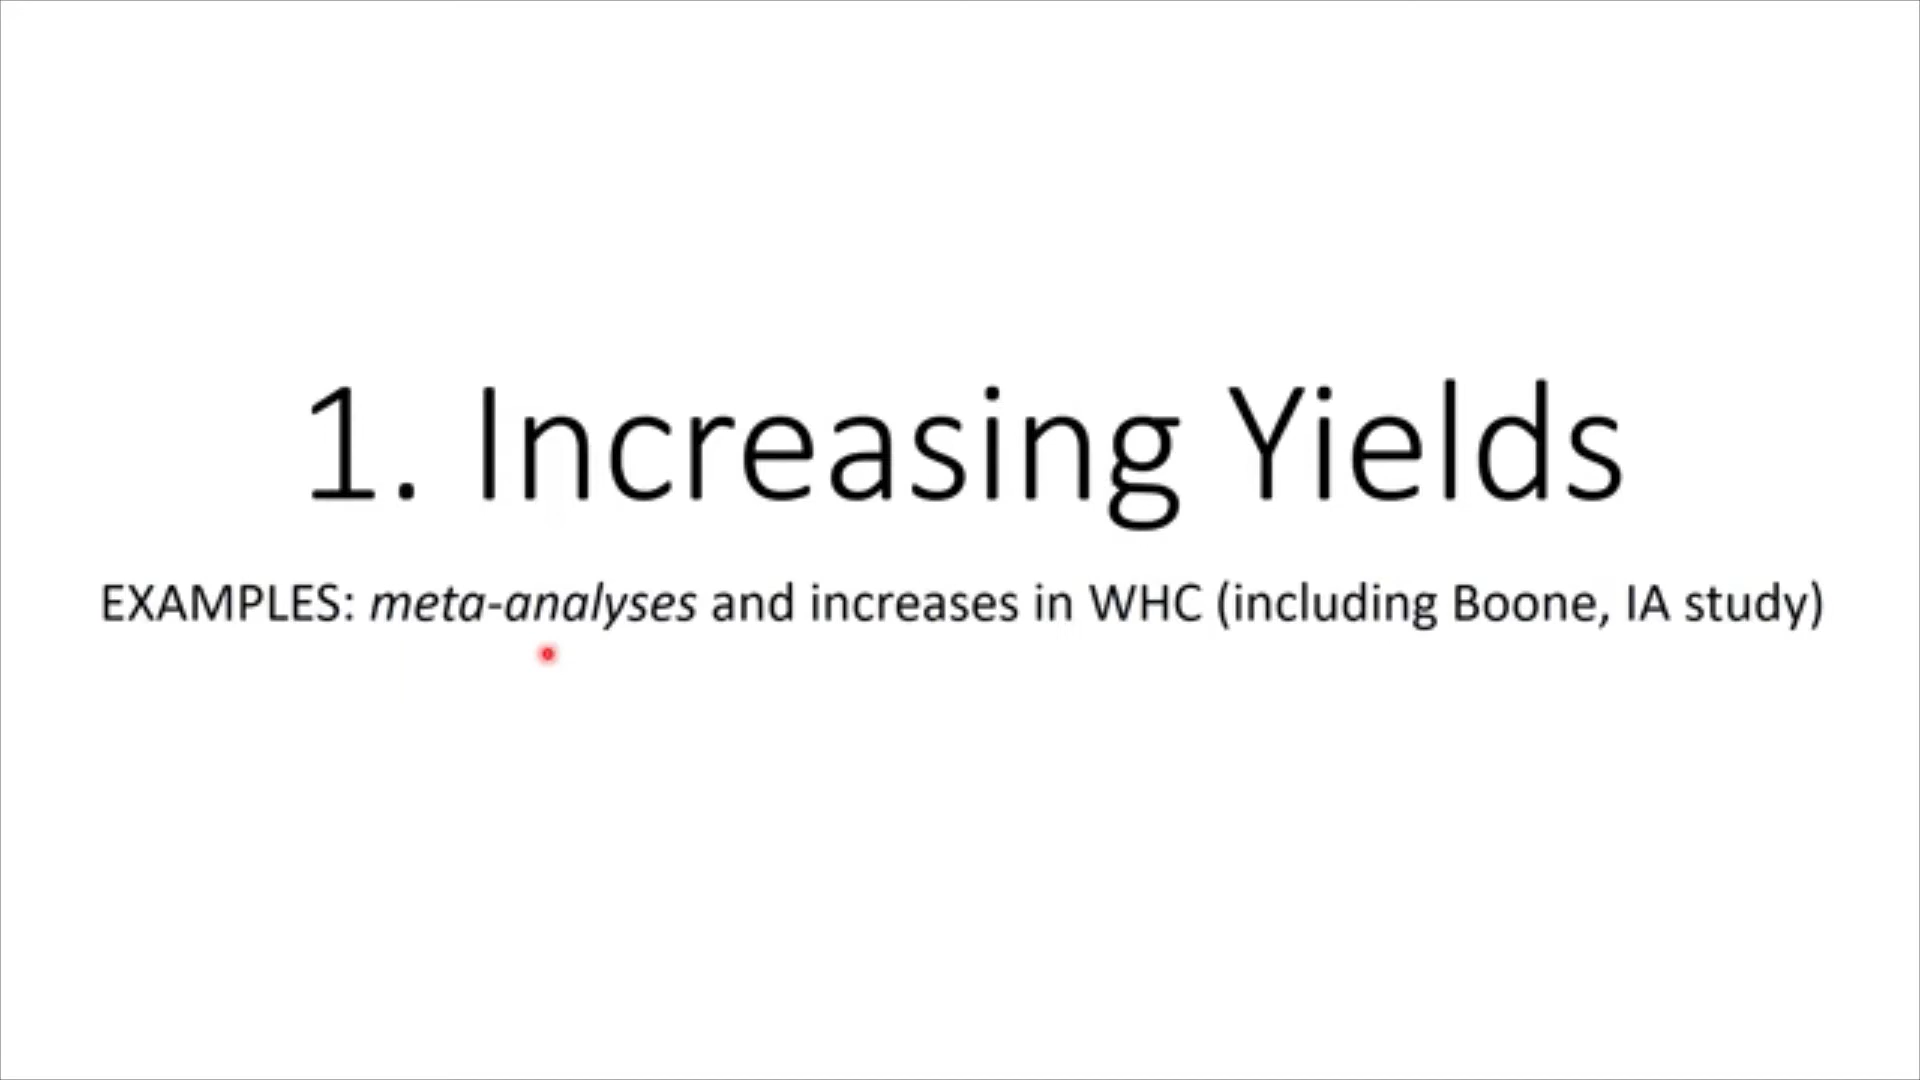 1. Increasing Yields
EXAMPLES: meta-analyses and increases in WHC (including Boone, IA study)